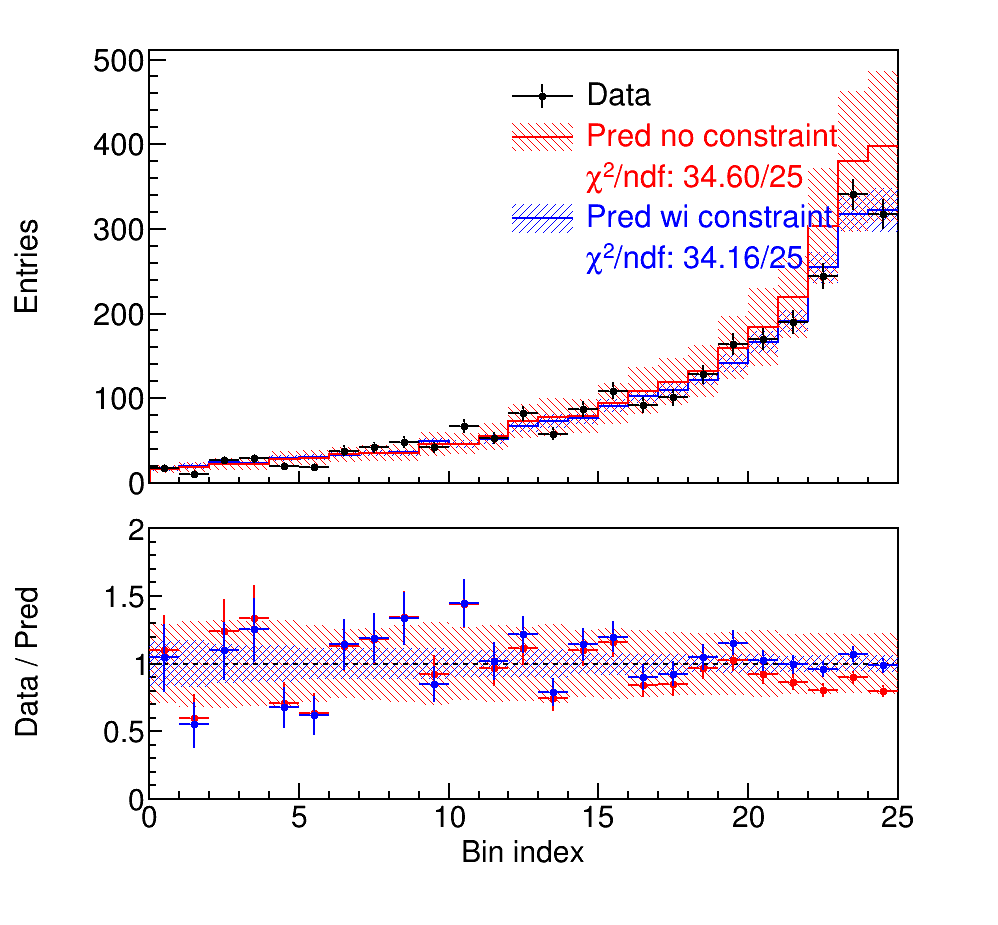 500
400
300
200
100
0
Entries
Data
Pred no constraint
χ²/ndf: 34.60/25
Pred wi constraint
χ²/ndf: 34.16/25
2
1.5
1
0.5
0
Data / Pred
0 5 10 15 20 25
Bin index